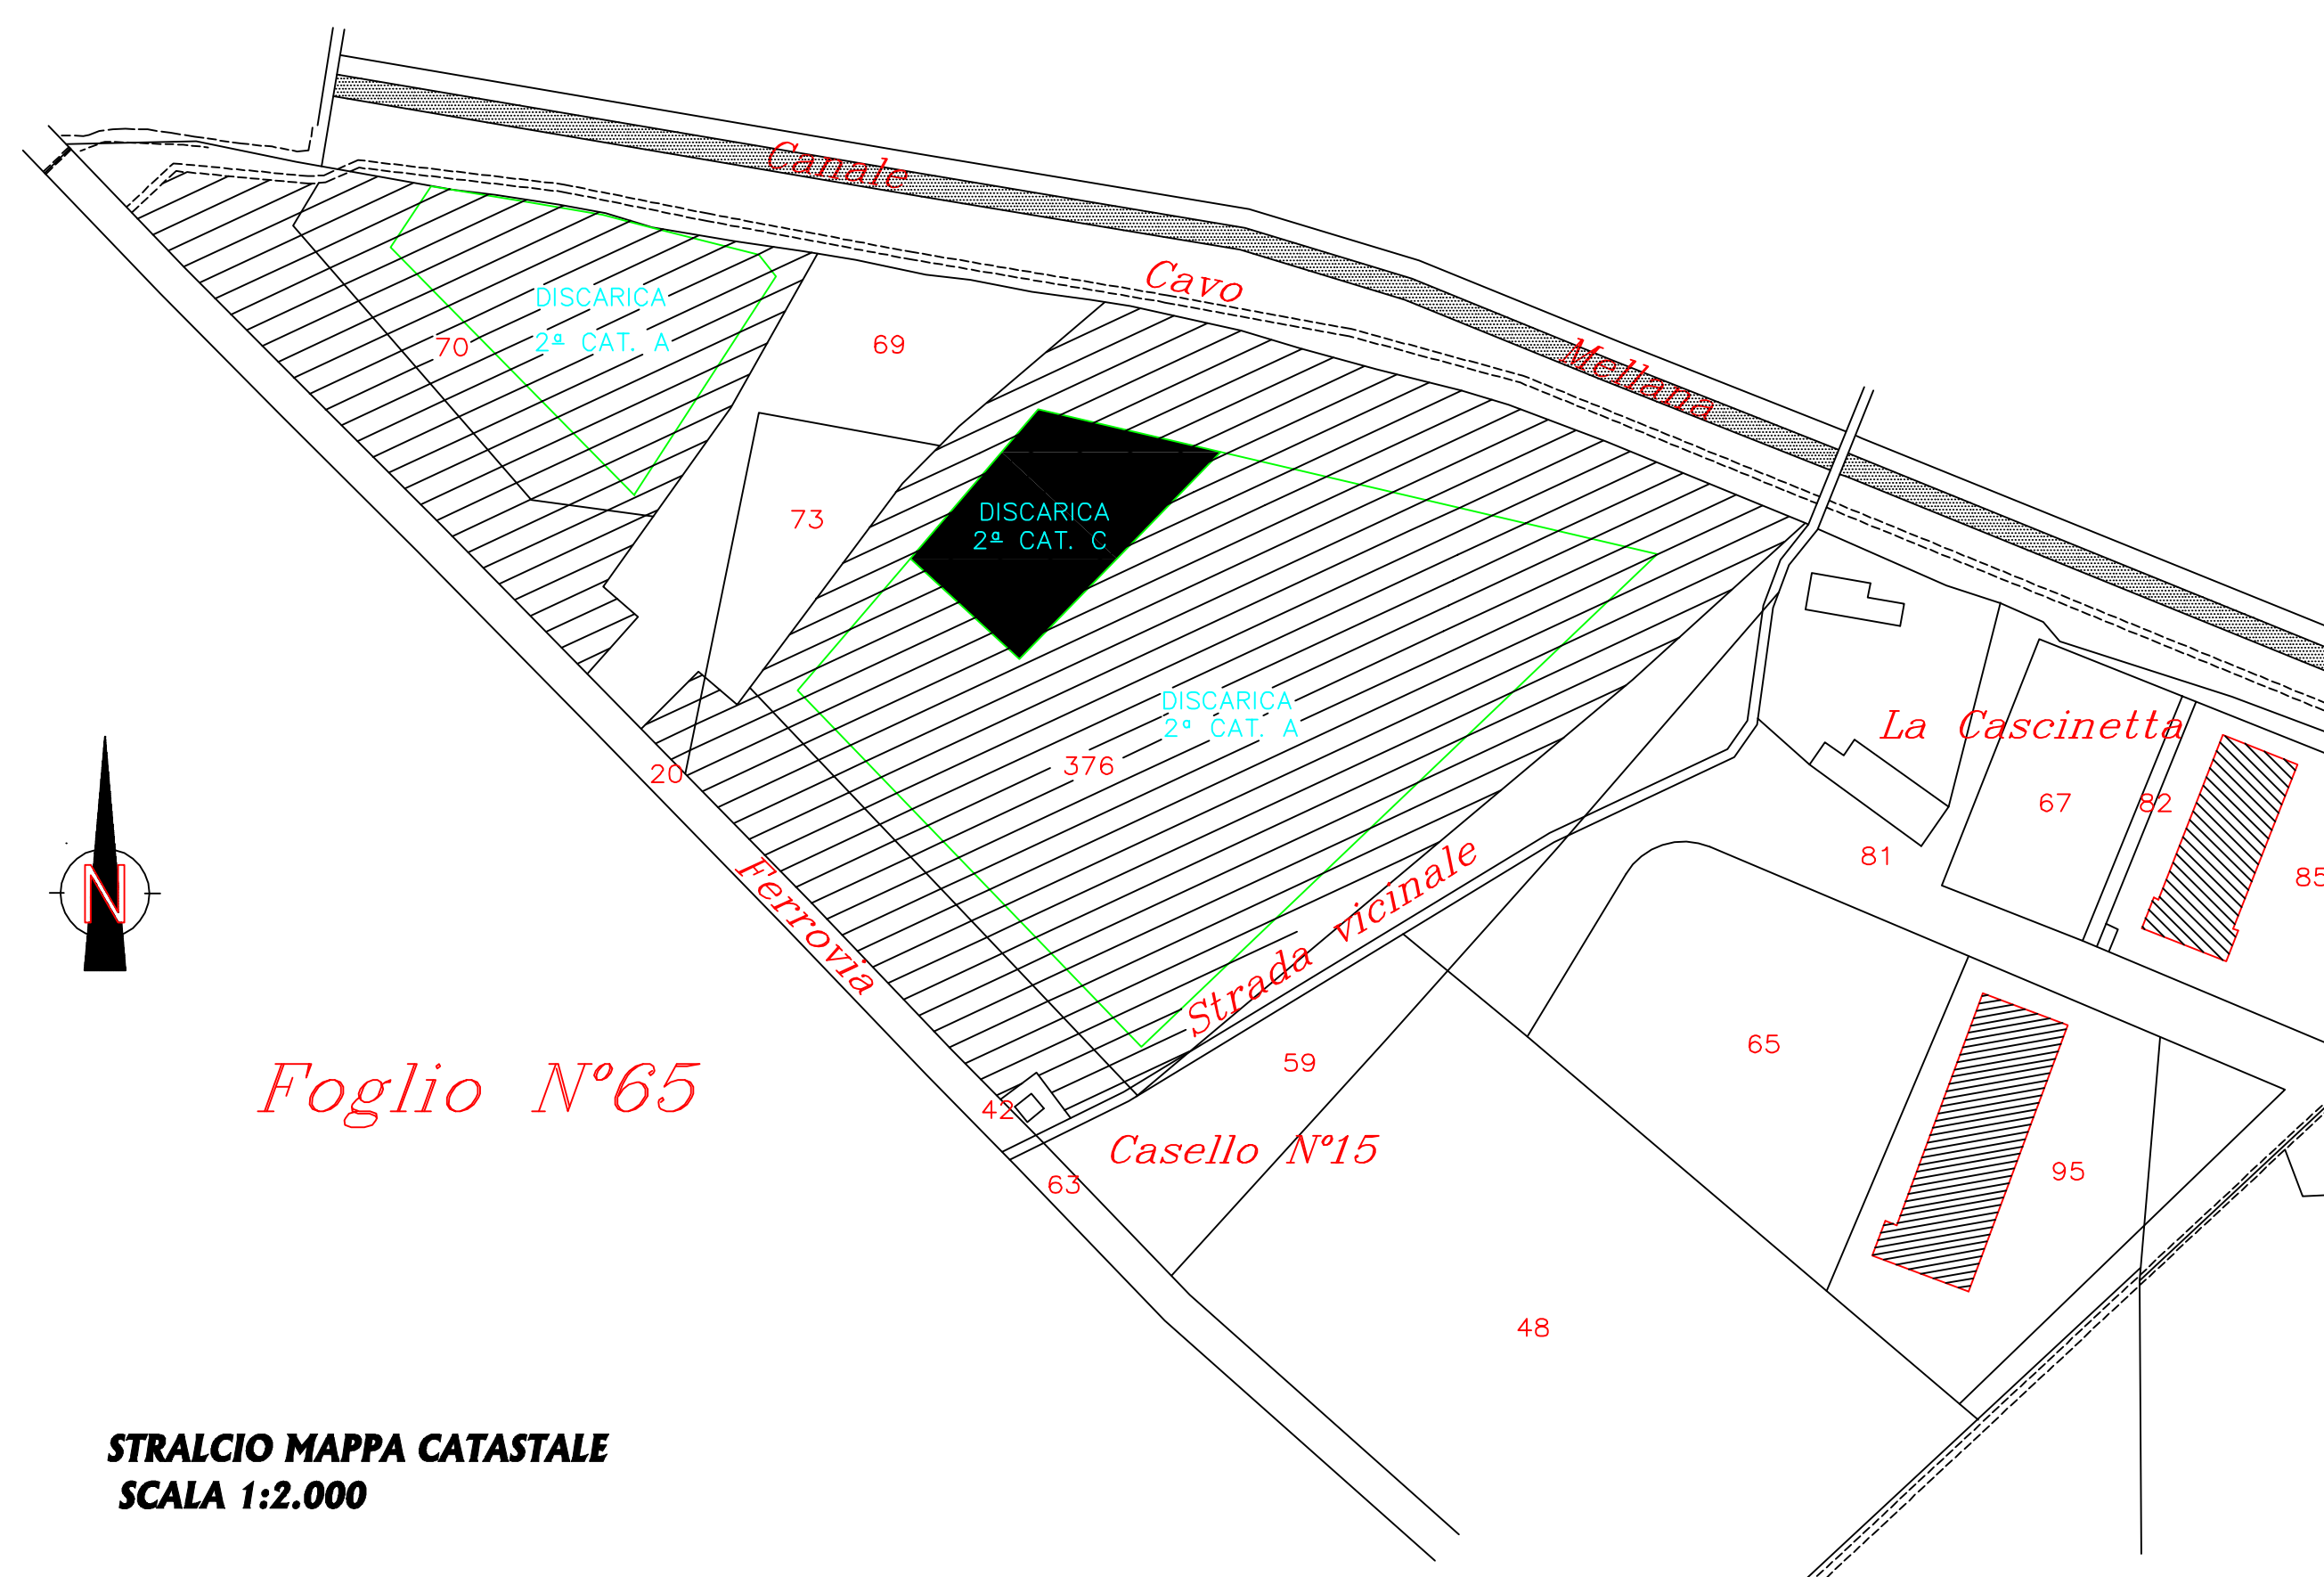 Canale
Cavo
Mellana
DISCARICA
2ª CAT. A
70
69
73
DISCARICA
2ª CAT. C
DISCARICA
2ª CAT. A
376
20
La Cascinetta
67
82
85
81
Ferrovia
Strada vicinale
N
Foglio N°65
59
65
42
Casello N°15
63
95
48
STRALCIO MAPPA CATASTALE
SCALA 1:2.000